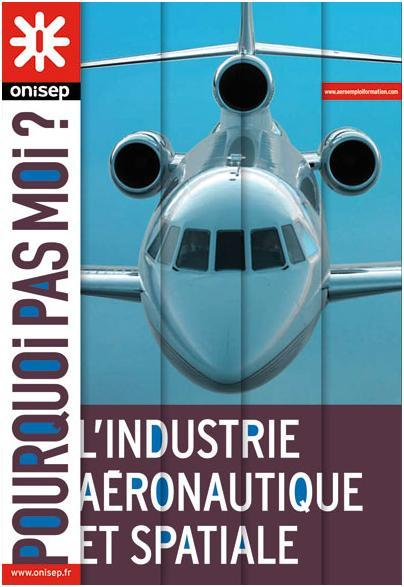 onisep
www.aeroemploiformation.com
POURQUOi PAS MOi ?
L'INDUSTRIE
AÉRONAUTIQUE
ET SPATIALE
www.onisep.fr